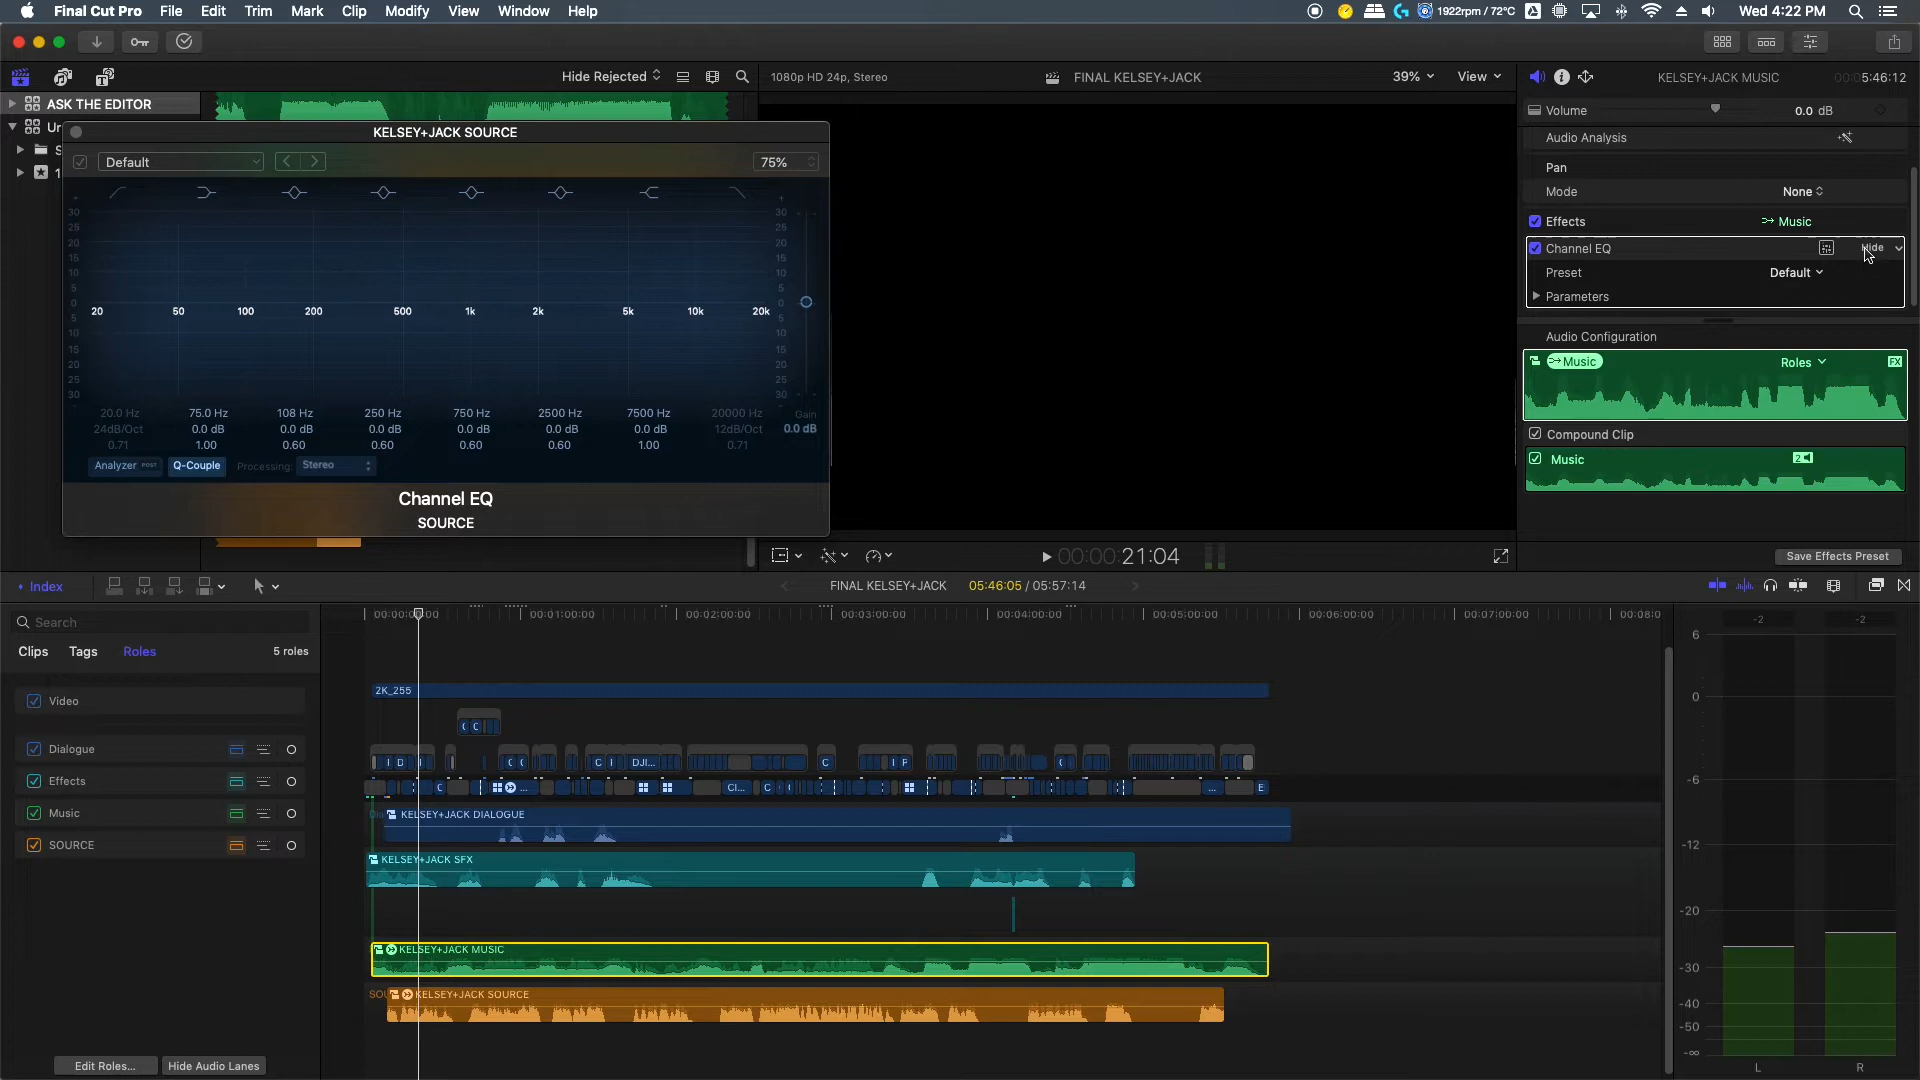 Final Cut Pro File Edit Trim Mark Clip Modify View Window Help
1922rpm / 72°C
Wed 4:22 PM
Hide Rejected
1080p HD 24p, Stereo
FINAL KELSEY+JACK
39%
View
KELSEY+JACK MUSIC
5:46:12
ASK THE EDITOR
KELSEY+JACK SOURCE
Default
75%
30 30
25 25
20 20
15 15
10 10
5 5
0 0
20 50 100 200 500 1k 2k 5k 10k 20k
5 5
10 10
15 15
20 20
25 25
30 30
20.0 Hz 75.0 Hz 108 Hz 250 Hz 750 Hz 2500 Hz 7500 Hz 20000 Hz Gain
24dB/Oct 0.0 dB 0.0 dB 0.0 dB 0.0 dB 0.0 dB 0.0 dB 12dB/Oct 0.0 dB
0.71 1.00 0.60 0.60 0.60 0.60 1.00 0.71
Analyzer POST Q-Couple Processing: Stereo
Channel EQ
SOURCE
Volume 0.0 dB
Audio Analysis
Pan
Mode None
Effects Music
Channel EQ Hide
Preset Default
Parameters
Audio Configuration
Music Roles FX
Compound Clip
Music 2
Save Effects Preset
00:00:21:04
Index
FINAL KELSEY+JACK 05:46:05 / 05:57:14
Search
Clips Tags Roles 5 roles
Video
Dialogue
Effects
Music
SOURCE
Edit Roles... Hide Audio Lanes
00:01:00:00 00:02:00:00 00:03:00:00 00:04:00:00 00:05:00:00 00:06:00:00 00:07:00:00 00:08:0
2K_255
DJI...
KELSEY+JACK DIALOGUE
KELSEY+JACK SFX
KELSEY+JACK MUSIC
KELSEY+JACK SOURCE
-2 -2
6
0
-6
-12
-20
-30
-40
-50
-∞
L R